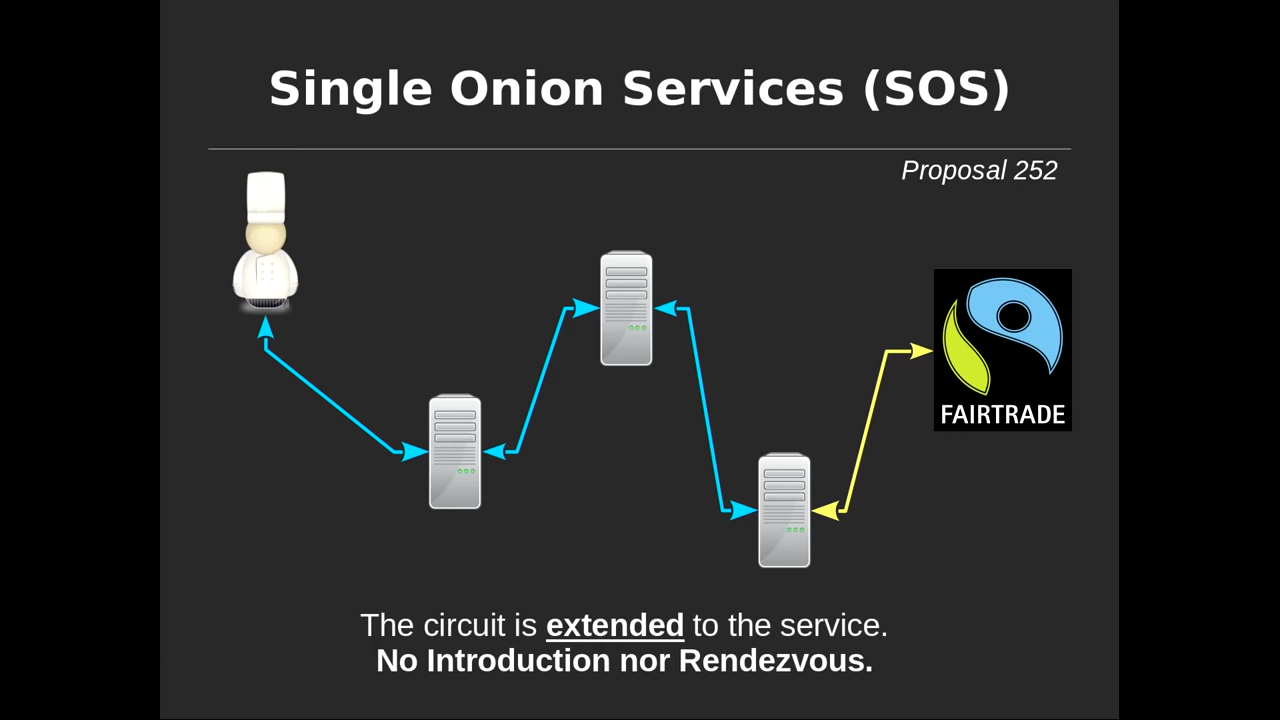 Single Onion Services (SOS)
Proposal 252
FAIRTRADE
The circuit is extended to the service.
No Introduction nor Rendezvous.